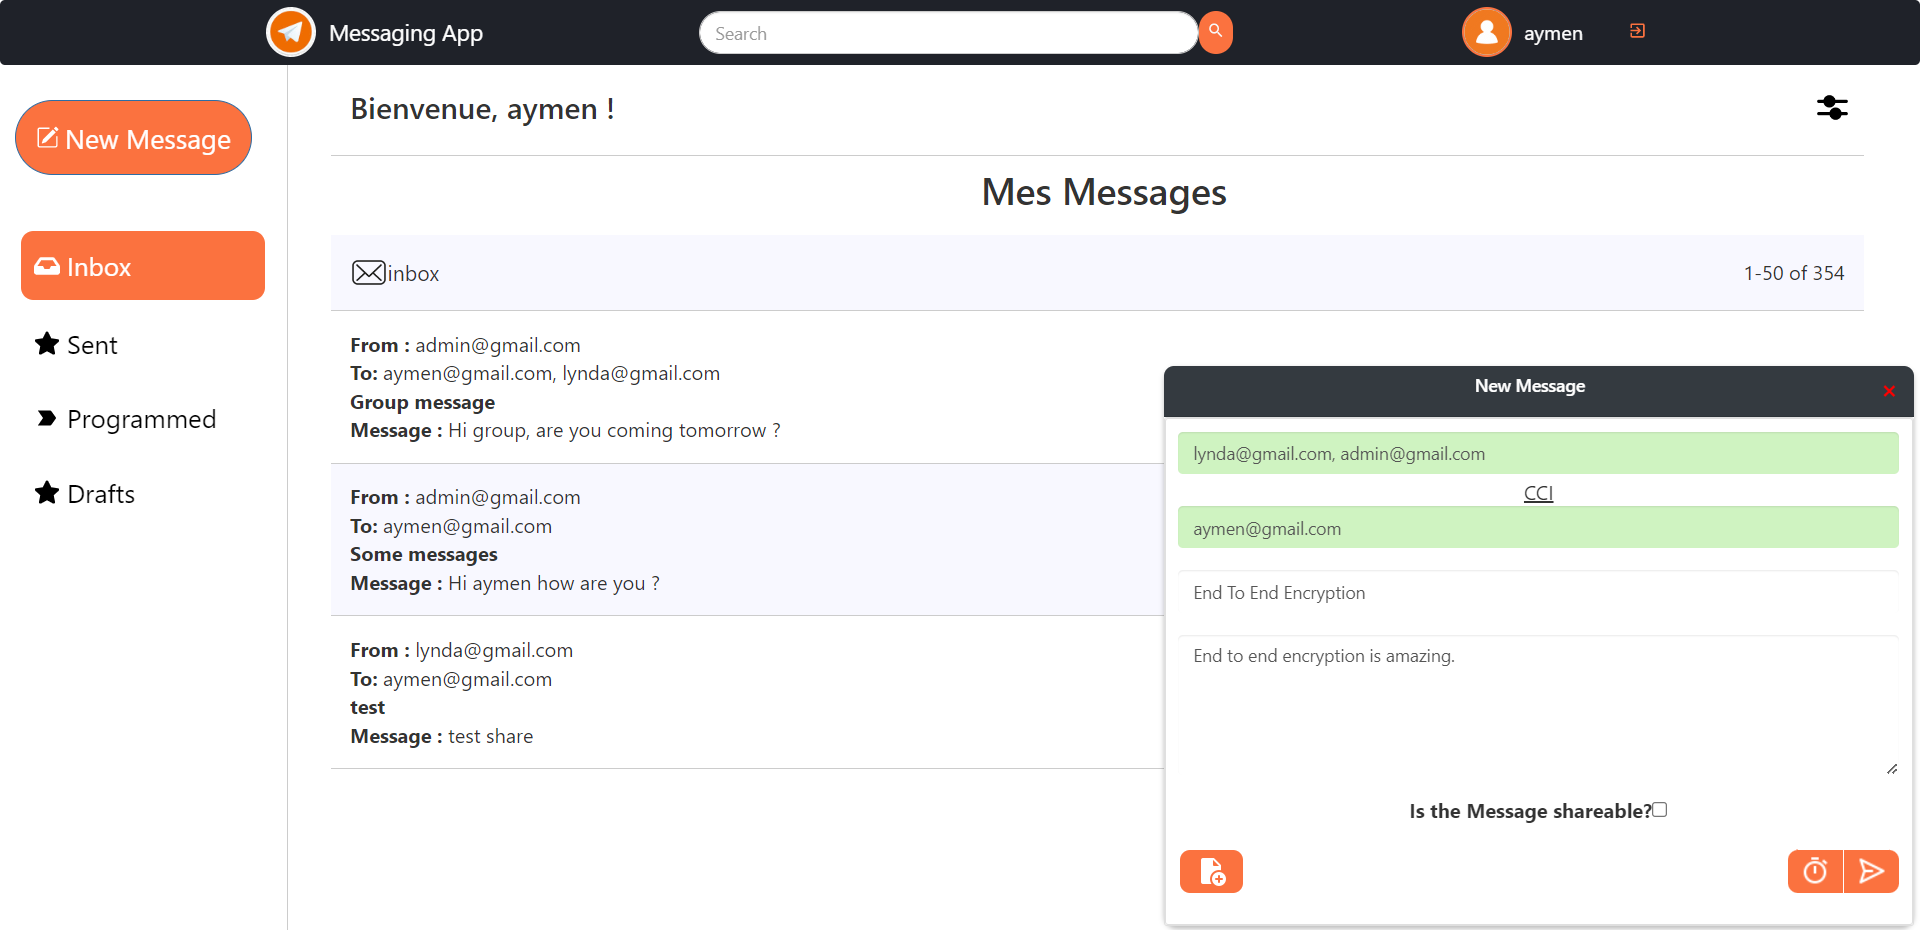 Messaging App
Search
aymen
New Message
Inbox
Sent
Programmed
Drafts
Bienvenue, aymen !
Mes Messages
inbox
1-50 of 354
From : admin@gmail.com
To: aymen@gmail.com, lynda@gmail.com
Group message
Message : Hi group, are you coming tomorrow ?
From : admin@gmail.com
To: aymen@gmail.com
Some messages
Message : Hi aymen how are you ?
From : lynda@gmail.com
To: aymen@gmail.com
test
Message : test share
New Message
lynda@gmail.com, admin@gmail.com
CCI
aymen@gmail.com
End To End Encryption
End to end encryption is amazing.
Is the Message shareable?